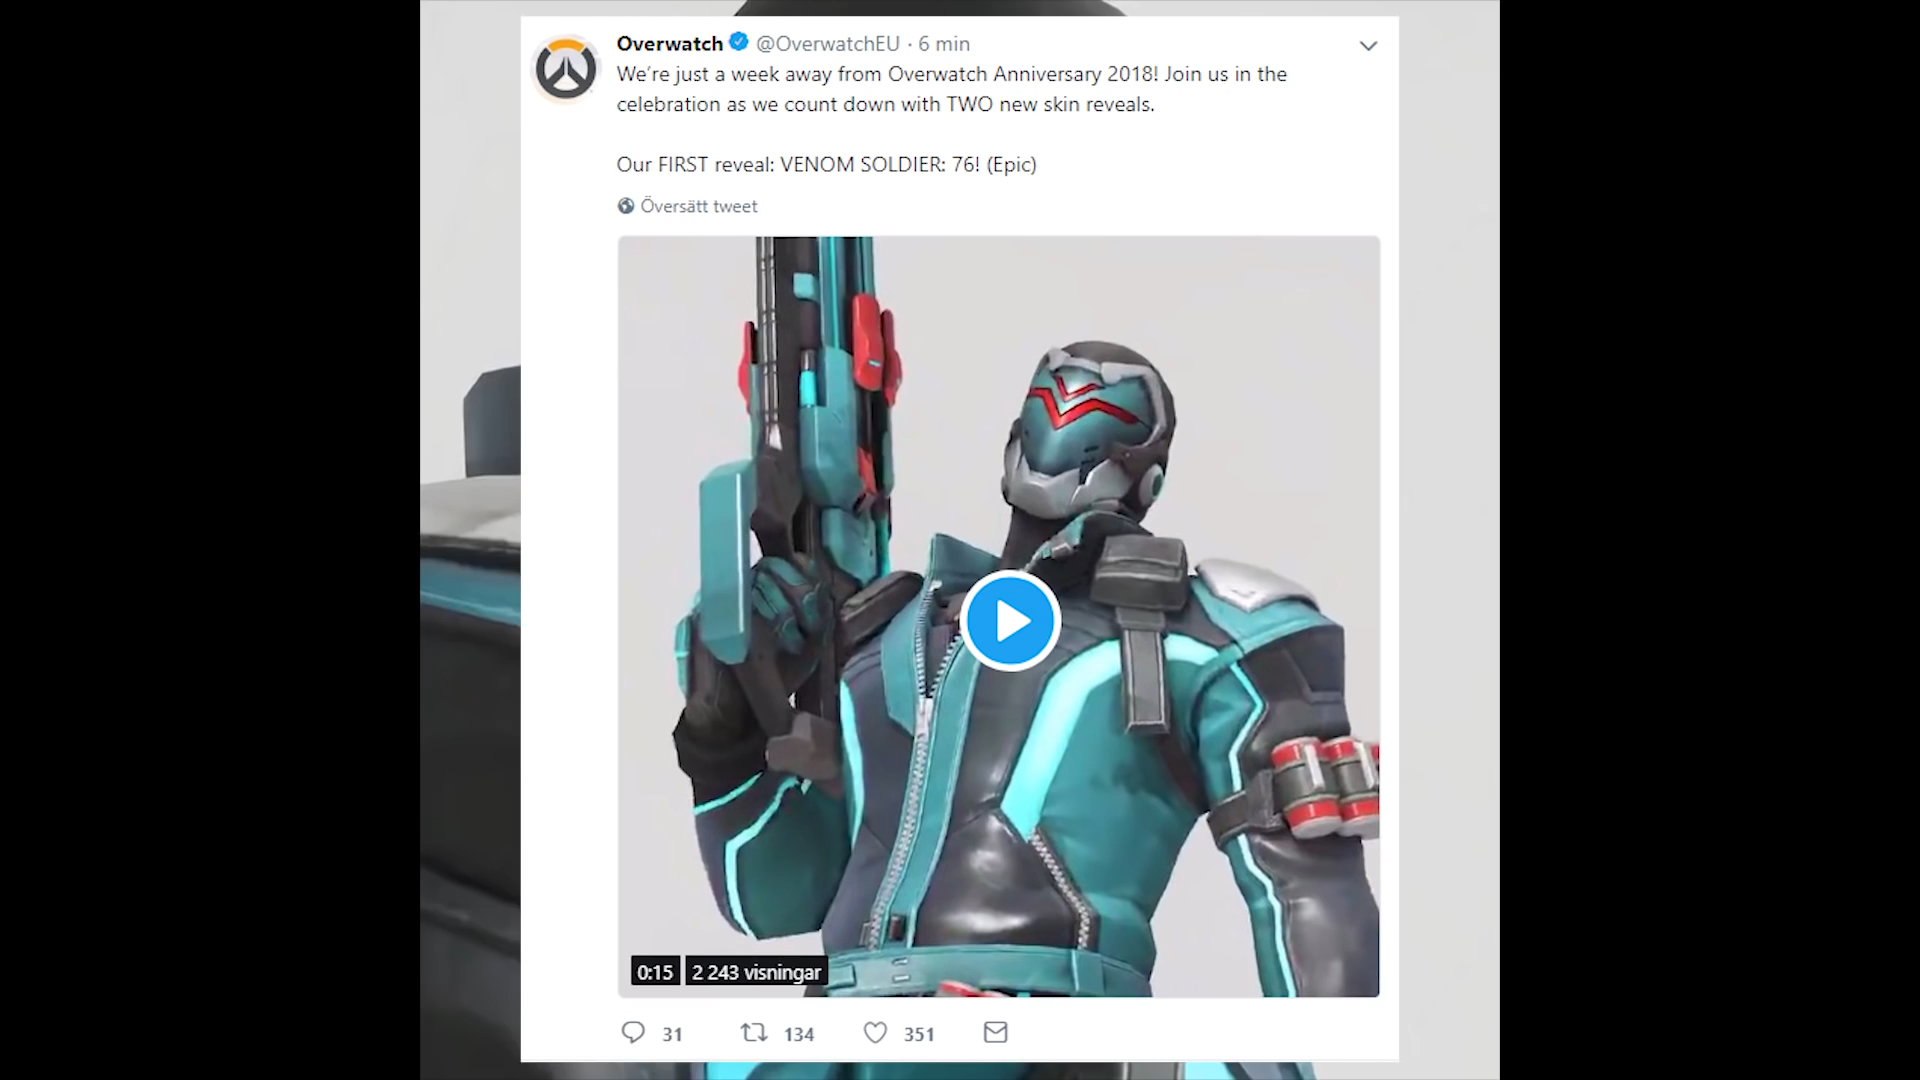 Overwatch @OverwatchEU · 6 min
We're just a week away from Overwatch Anniversary 2018! Join us in the
celebration as we count down with TWO new skin reveals.
Our FIRST reveal: VENOM SOLDIER: 76! (Epic)
Översätt tweet
0:15 2 243 visningar
31 134 351